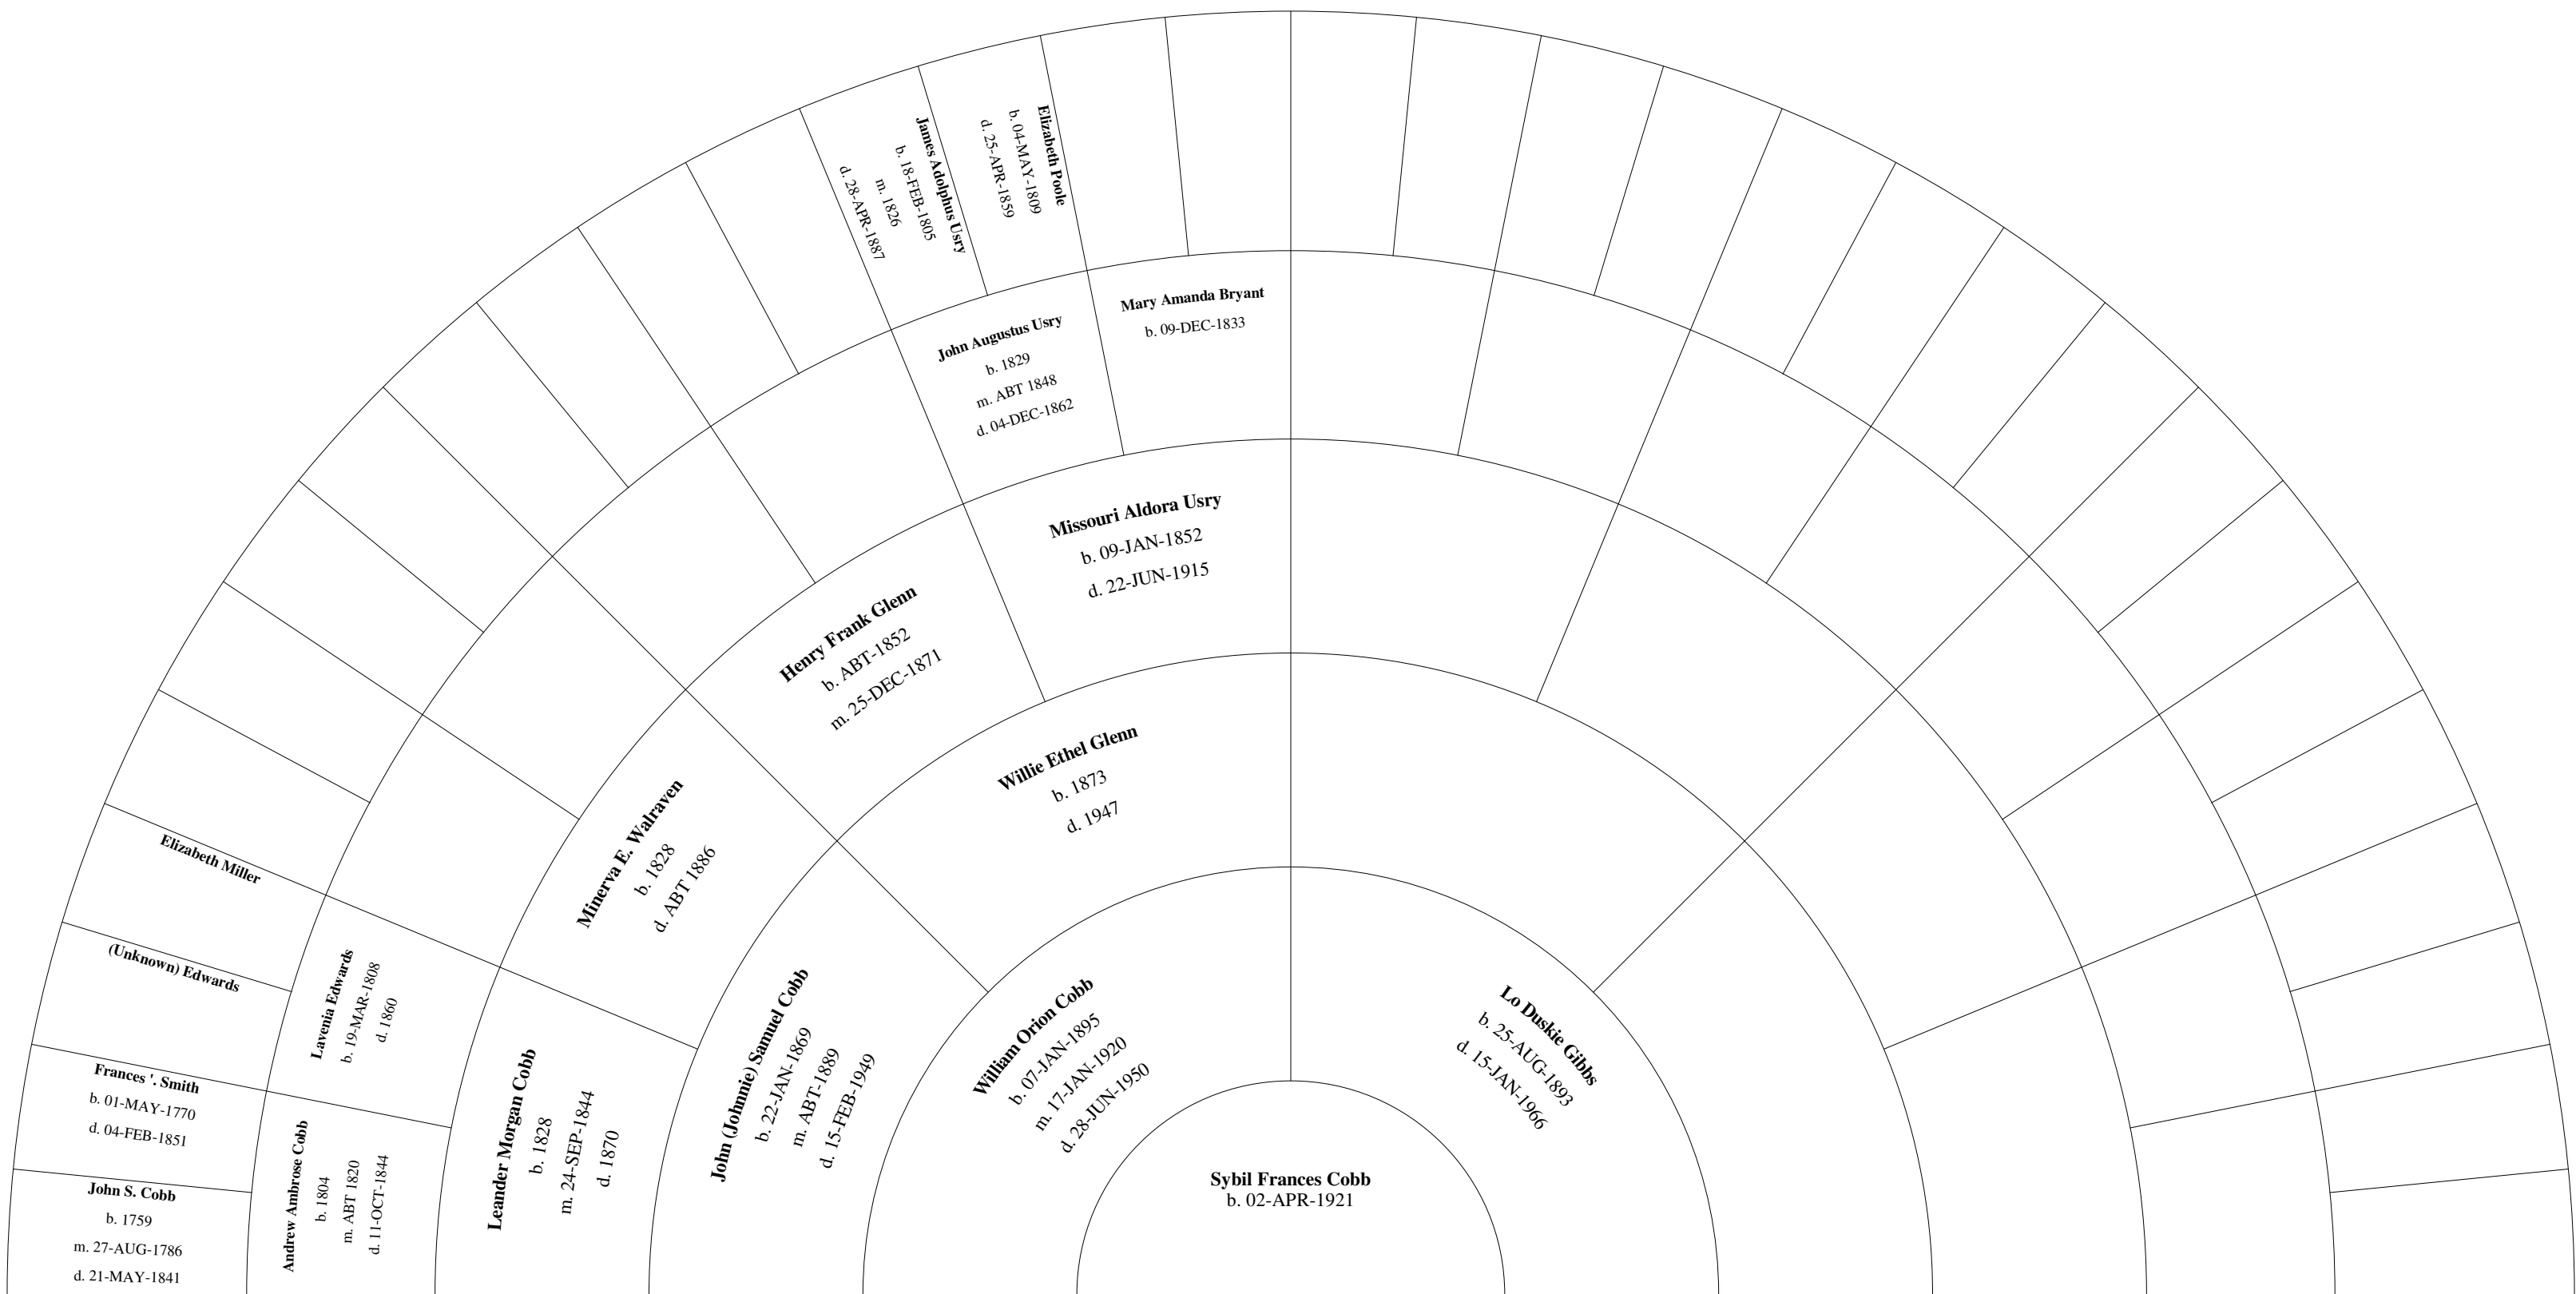 James Adolphus Usry
b. 18-FEB-1805
m. 1826
d. 28-APR-1887
Elizabeth Poole
b. 04-MAY-1809
d. 25-APR-1859
John Augustus Usry
b. 1829
m. ABT 1848
d. 04-DEC-1862
Mary Amanda Bryant
b. 09-DEC-1833
Missouri Aldora Usry
b. 09-JAN-1852
d. 22-JUN-1915
Henry Frank Glenn
b. ABT-1852
m. 25-DEC-1871
Willie Ethel Glenn
b. 1873
d. 1947
Minerva E. Walraven
b. 1828
d. ABT 1886
Elizabeth Miller
(Unknown) Edwards
Lavenia Edwards
b. 19-MAR-1808
d. 1860
Frances '. Smith
b. 01-MAY-1770
d. 04-FEB-1851
John S. Cobb
b. 1759
m. 27-AUG-1786
d. 21-MAY-1841
Andrew Ambrose Cobb
b. 1804
m. ABT 1820
d. 11-OCT-1844
Leander Morgan Cobb
b. 1828
m. 24-SEP-1844
d. 1870
John (Johnnie) Samuel Cobb
b. 22-JAN-1869
m. ABT-1889
d. 15-FEB-1949
William Orion Cobb
b. 07-JAN-1895
m. 17-JAN-1920
d. 28-JUN-1950
Lo Duskie Gibbs
b. 25-AUG-1893
d. 15-JAN-1966
Sybil Frances Cobb
b. 02-APR-1921